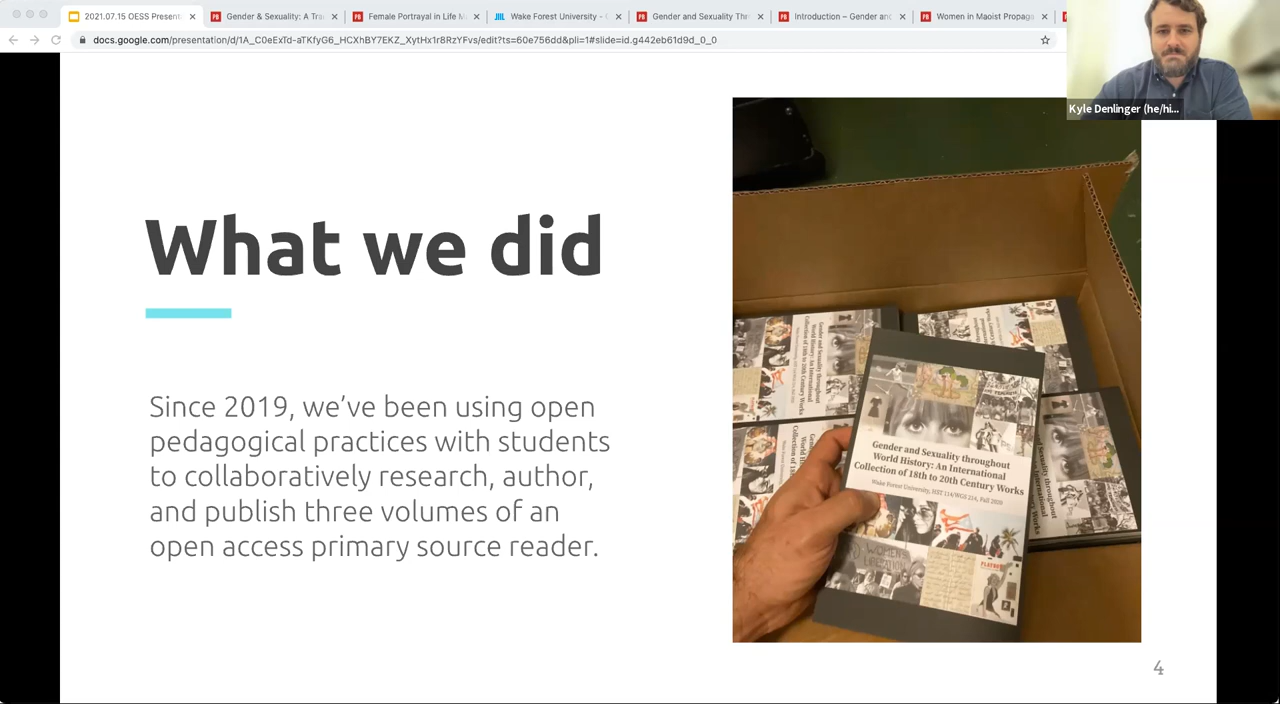 2021.07.15 OESS Present
Gender & Sexuality: A Tra
Female Portrayal in Life M
Wake Forest University -
Gender and Sexuality Thr
Introduction – Gender and
Women in Maoist Propaga
docs.google.com/presentation/d/1A_C0eExTd-aTKfyG6_HCXhBY7EKZ_XytHx1r8RzYFvs/edit?ts=60e756dd&pli=1#slide=id.g442eb61d9d_0_0
Kyle Denlinger (he/hi...
What we did
Since 2019, we've been using open
pedagogical practices with students
to collaboratively research, author,
and publish three volumes of an
open access primary source reader.
Gender and Sexuality throughout
World History: An International
Collection of 18th to 20th Century Works
Wake Forest University, HST 114/WGS 214, Fall 2020
PLAYBOY
4